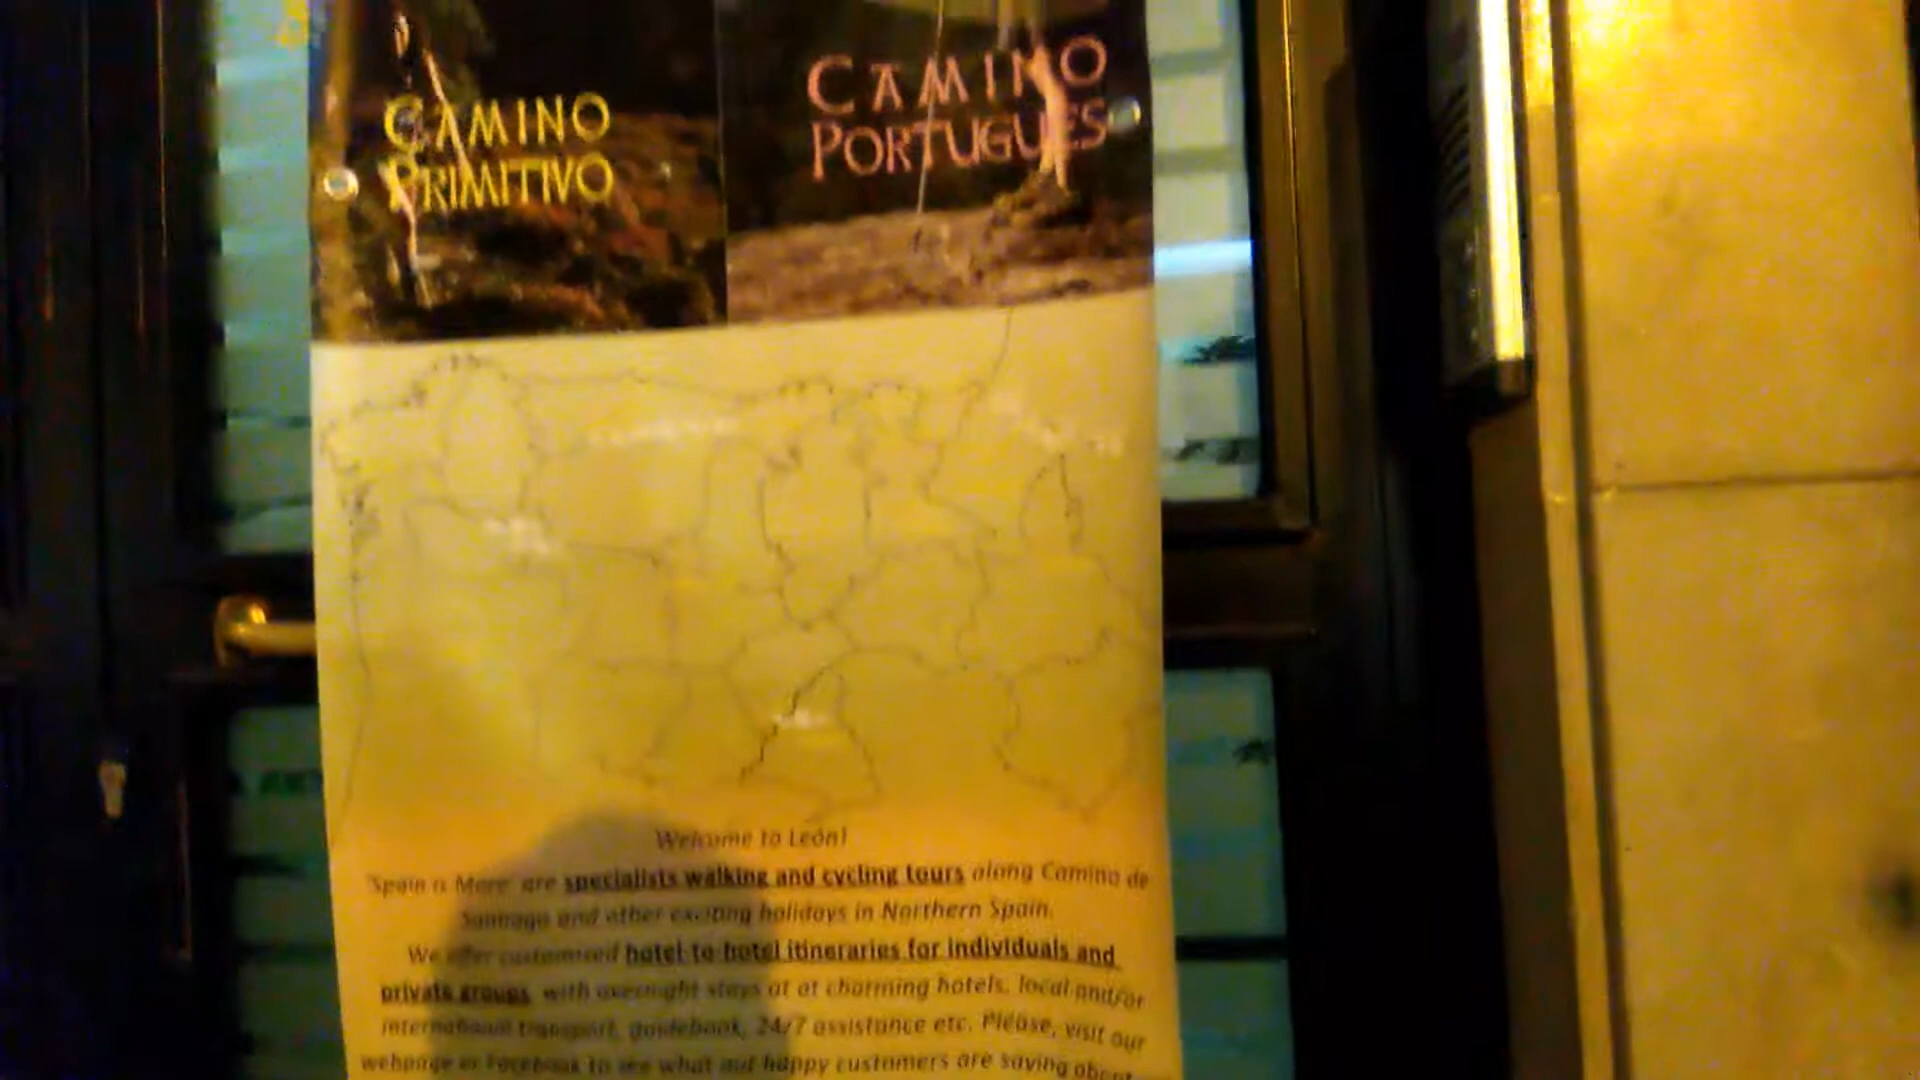 CAMINO
PRIMITIVO
CAMINO
PORTUGUÉS
Welcome to León!
'Spain is More' are specialists walking and cycling tours along Camino de
Santiago and other exciting holidays in Northern Spain.
We offer customised hotel to hotel itineraries for individuals and
private groups with overnight stays at at charming hotels, local and/or
international transport, guidebook, 24/7 assistance etc. Please, visit our
webpage or Facebook to see what our happy customers are saying about